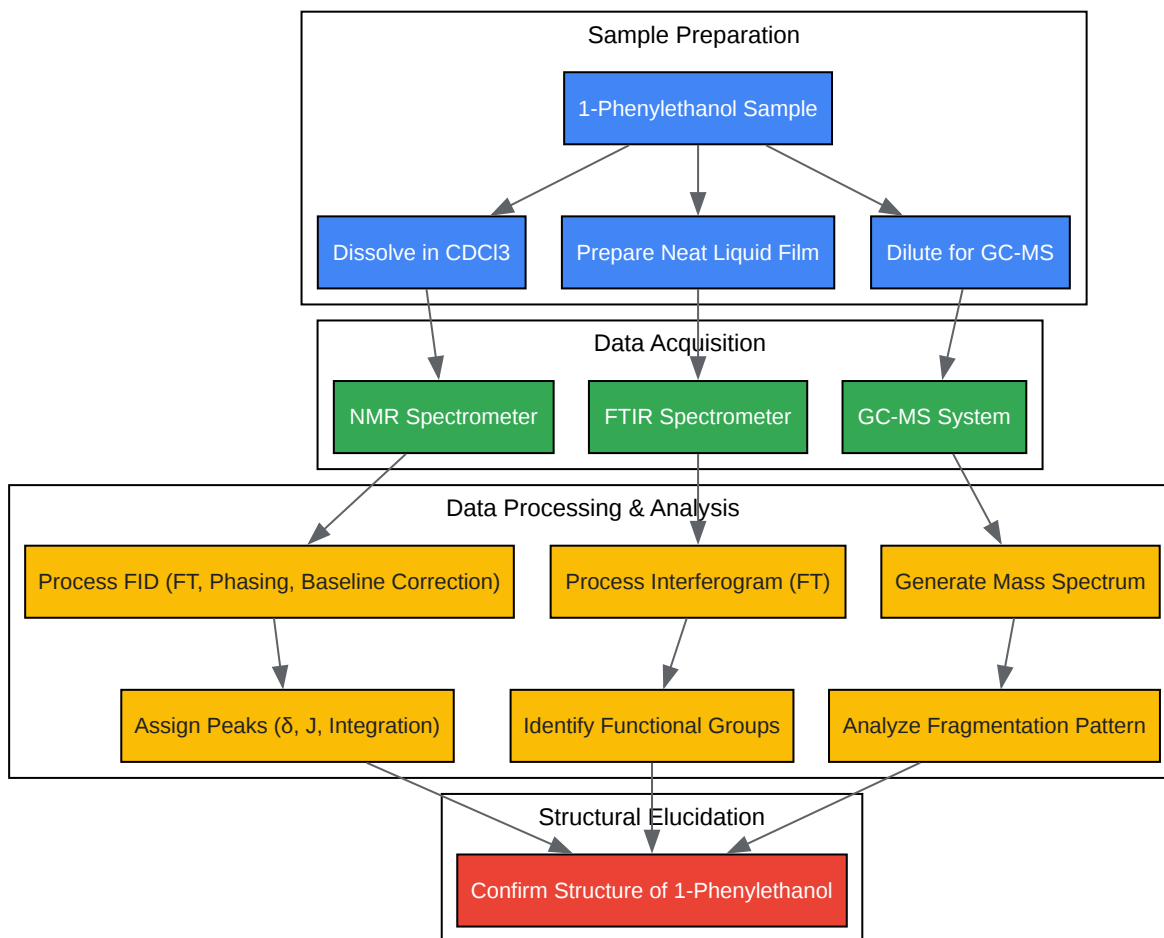 Sample Preparation
1-Phenylethanol Sample
Dissolve in CDCl3
Prepare Neat Liquid Film
Dilute for GC-MS
Data Acquisition
NMR Spectrometer
FTIR Spectrometer
GC-MS System
Data Processing & Analysis
Process FID (FT, Phasing, Baseline Correction)
Process Interferogram (FT)
Generate Mass Spectrum
Assign Peaks (δ, J, Integration)
Identify Functional Groups
Analyze Fragmentation Pattern
Structural Elucidation
Confirm Structure of 1-Phenylethanol